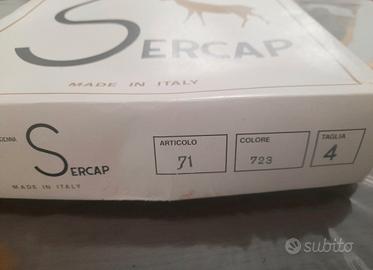 SERCAP
MADE IN ITALY
SERCAP
MADE IN ITALY
ARTICOLO
71
COLORE
723
TAGLIA
4
subito